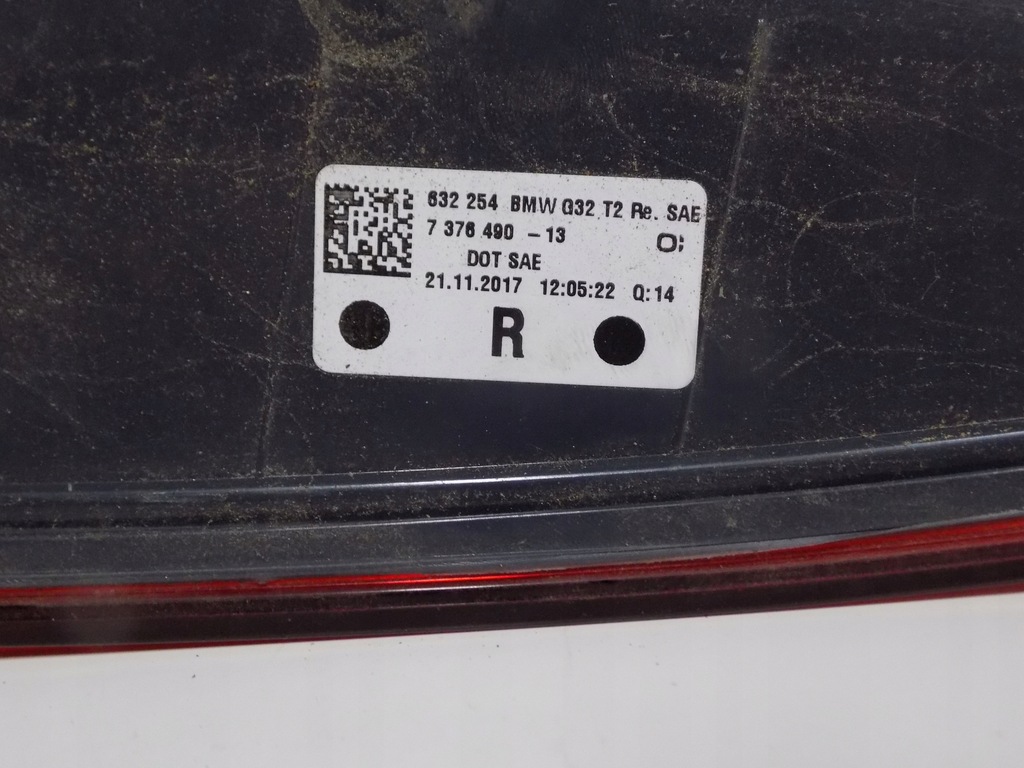 632 254 BMW G32 T2 Re. SAE
7 376 490 - 13 O;
DOT SAE
21.11.2017 12:05:22 Q:14
R